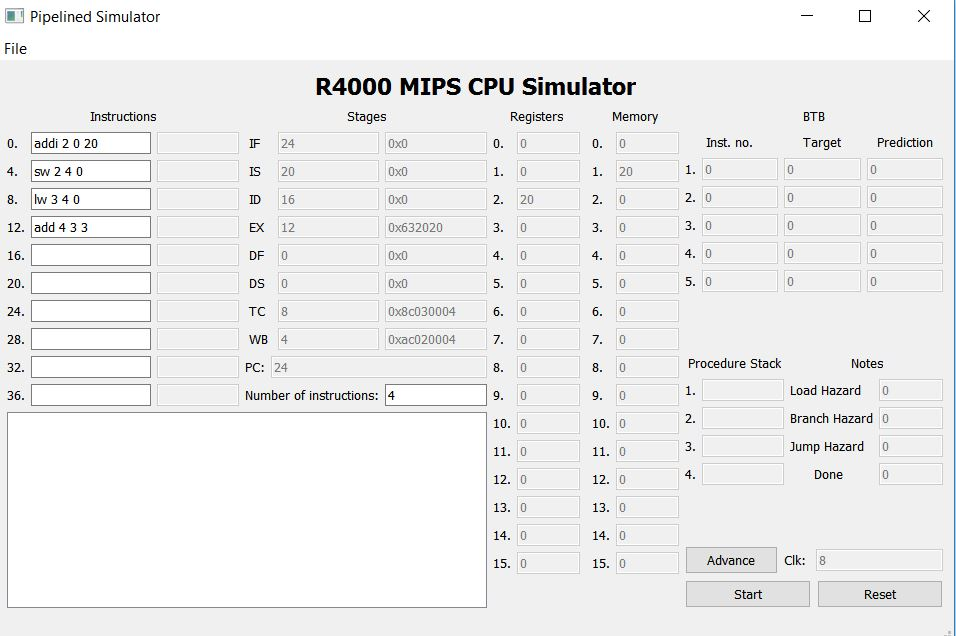 Pipelined Simulator
File
R4000 MIPS CPU Simulator
Instructions Stages Registers Memory BTB
Inst. no. Target Prediction
0. addi 2 0 20 IF 24 0x0 0. 0 0. 0
4. sw 2 4 0 IS 20 0x0 1. 0 1. 20 1. 0 0 0
8. lw 3 4 0 ID 16 0x0 2. 20 2. 0 2. 0 0 0
12. add 4 3 3 EX 12 0x632020 3. 0 3. 0 3. 0 0 0
16. DF 0 0x0 4. 0 4. 0 4. 0 0 0
20. DS 0 0x0 5. 0 5. 0 5. 0 0 0
24. TC 8 0x8c030004 6. 0 6. 0
28. WB 4 0xac020004 7. 0 7. 0
32. PC: 24 8. 0 8. 0 Procedure Stack Notes
36. Number of instructions: 4 9. 0 9. 0 1. Load Hazard 0
10. 0 10. 0 2. Branch Hazard 0
11. 0 11. 0 3. Jump Hazard 0
12. 0 12. 0 4. Done 0
13. 0 13. 0
14. 0 14. 0
15. 0 15. 0 Advance Clk: 8
Start Reset